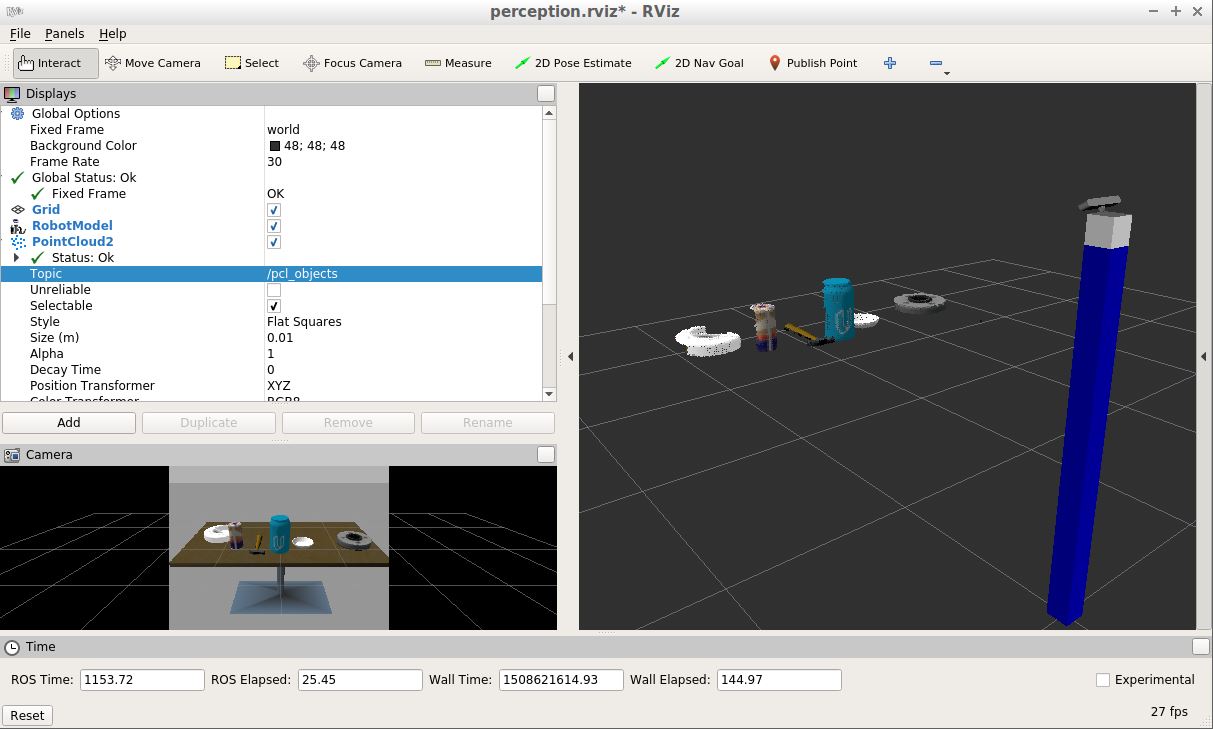 perception.rviz* - RViz
File Panels Help
Interact Move Camera Select Focus Camera Measure 2D Pose Estimate 2D Nav Goal Publish Point
Displays
Global Options
Fixed Frame world
Background Color 48; 48; 48
Frame Rate 30
Global Status: Ok
Fixed Frame OK
Grid
RobotModel
PointCloud2
Status: Ok
Topic /pcl_objects
Unreliable
Selectable
Style Flat Squares
Size (m) 0.01
Alpha 1
Decay Time 0
Position Transformer XYZ
Color Transformer RGB8
Add Duplicate Remove Rename
Camera
Time
ROS Time: 1153.72 ROS Elapsed: 25.45 Wall Time: 1508621614.93 Wall Elapsed: 144.97 Experimental
Reset 27 fps